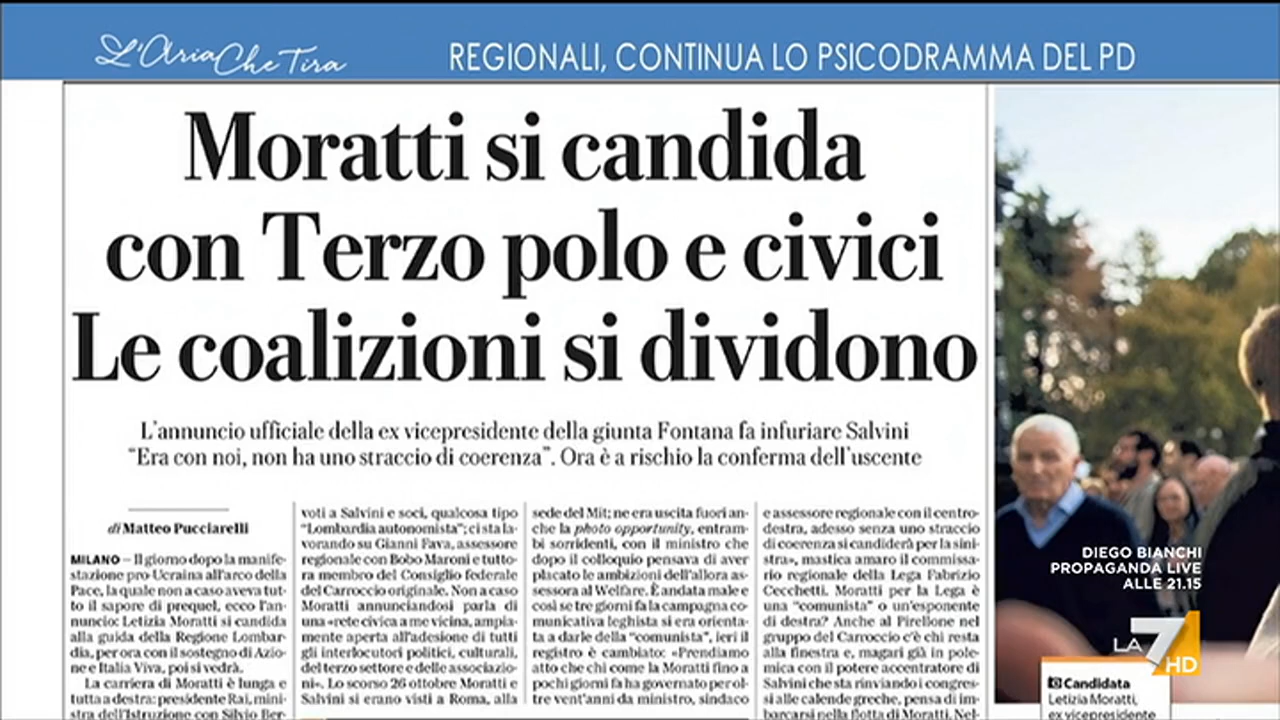 L'Aria Che Tira
REGIONALI, CONTINUA LO PSICODRAMMA DEL PD
Moratti si candida
con Terzo polo e civici
Le coalizioni si dividono
L'annuncio ufficiale della ex vicepresidente della giunta Fontana fa infuriare Salvini
“Era con noi, non ha uno straccio di coerenza”. Ora è a rischio la conferma dell'uscente
di Matteo Pucciarelli
MILANO – Il giorno dopo la manife-
stazione pro-Ucraina all'arco della
Pace, la quale non a caso aveva tut-
to il sapore di prequel, ecco l'an-
nuncio: Letizia Moratti si candida
alla guida della Regione Lombar-
dia, per ora con il sostegno di Azio-
ne e Italia Viva, poi si vedrà.
La carriera di Moratti è lunga e
tutta a destra: presidente Rai, mini-
stra dell'Istruzione con Silvio Ber-
voti a Salvini e soci, qualcosa tipo
“Lombardia autonomista”; ci sta la-
vorando su Gianni Fava, assessore
regionale con Bobo Maroni e tutto-
ra membro del Consiglio federale
del Carroccio originale. Non a caso
Moratti annunciandosi parla di
una «rete civica a me vicina, ampia-
mente aperta all'adesione di tutti
gli interlocutori politici, culturali,
del terzo settore e delle associazio-
ni». Lo scorso 26 ottobre Moratti e
Salvini si erano visti a Roma, alla
sede del Mit; ne era uscita fuori an-
che la photo opportunity, entram-
bi sorridenti, con il ministro che
dopo il colloquio pensava di aver
placato le ambizioni dell'allora as-
sessora al Welfare. È andata male e
così se tre giorni fa la campagna co-
municativa leghista si era orienta-
ta a darle della “comunista”, ieri il
registro è cambiato: «Prendiamo
atto che chi come la Moratti fino a
pochi giorni fa ha governato per ol-
tre vent'anni da ministro, sindaco
e assessore regionale con il centro-
destra, adesso senza uno straccio
di coerenza si candiderà per la sini-
stra», mastica amaro il commissa-
rio regionale della Lega Fabrizio
Cecchetti. Moratti per la Lega è
una “comunista” o un'esponente
di destra? Anche al Pirellone nel
gruppo del Carroccio c'è chi resta
alla finestra e, magari già in pole-
mica con il potere accentratore di
Salvini che sta rinviando i congres-
si alle calende greche, pensa di im-
barcarsi nella flotta di Moratti. Nel-
DIEGO BIANCHI
PROPAGANDA LIVE
ALLE 21.15
LA 7 HD
Candidata
Letizia Moratti,
ex vicepresidente